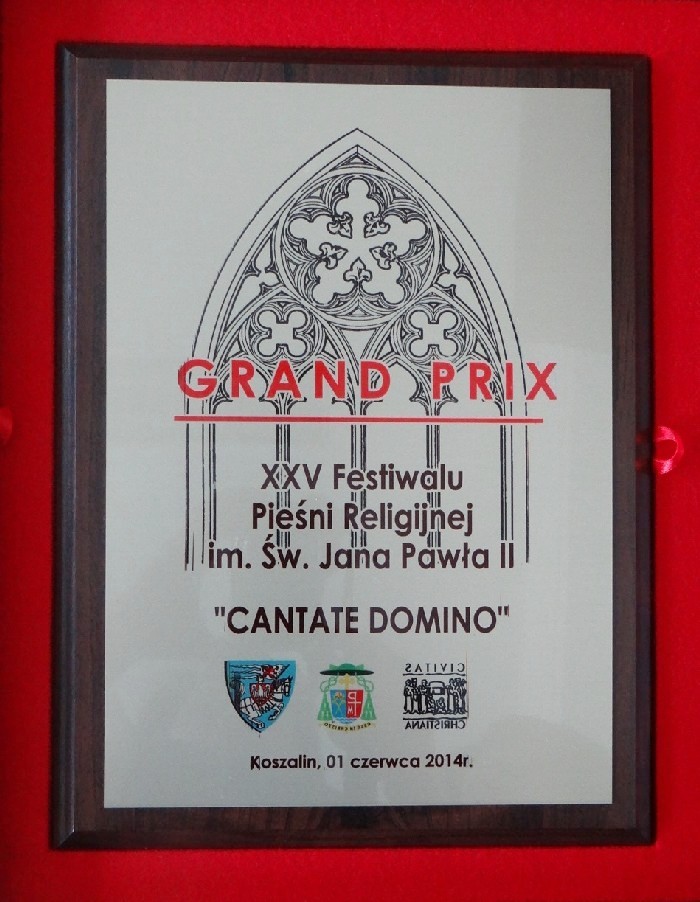 GRAND PRIX
XXV Festiwalu
Pieśni Religijnej
im. Św. Jana Pawła II
"CANTATE DOMINO"
CIVITAS
CHRISTIANA
Koszalin, 01 czerwca 2014r.